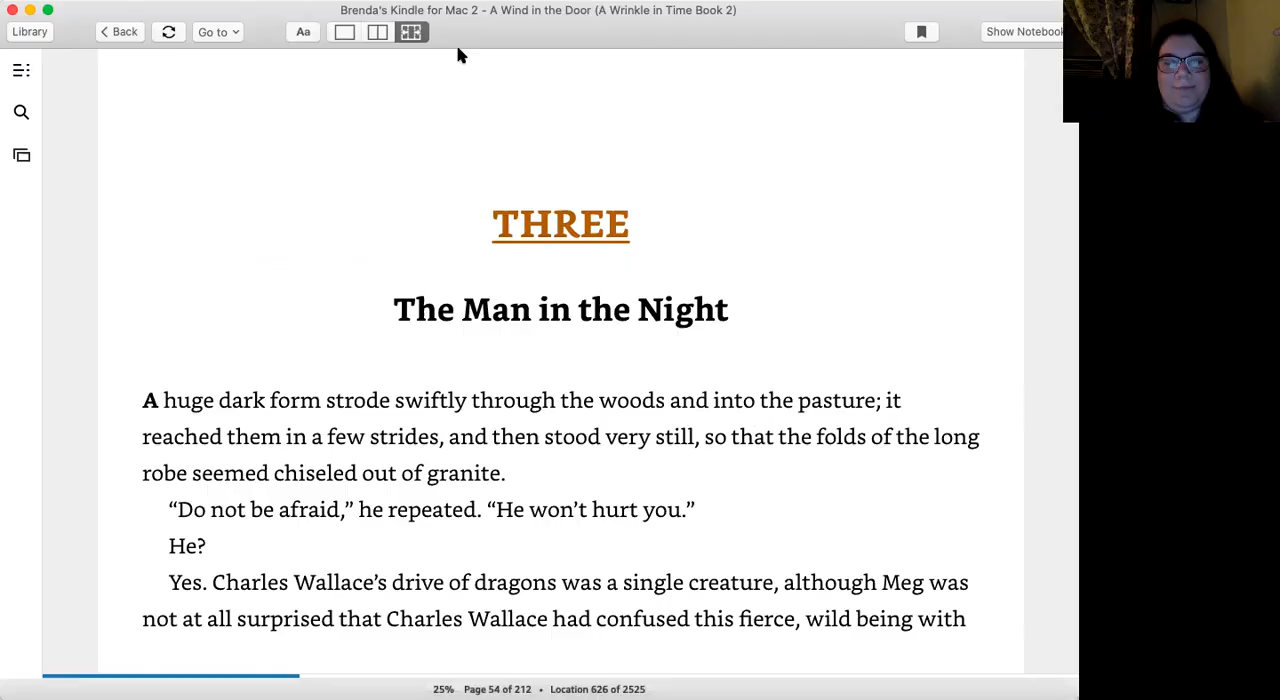 Brenda's Kindle for Mac 2 - A Wind in the Door {A Wrinkle in Time Book 2)
Library
Back
Go to
Aa
Show Notebook
THREE
The Man in the Night
A huge dark form strode swiftly through the woods and into the pasture; it
reached them in a few strides, and then stood very still, so that the folds of the long
robe seemed chiseled out of granite.
“Do not be afraid,” he repeated. “He won’t hurt you.”
He?
Yes. Charles Wallace’s drive of dragons was a single creature, although Meg was
not at all surprised that Charles Wallace had confused this fierce, wild being with
25% Page 54 of 212 • Location 626 of 2525